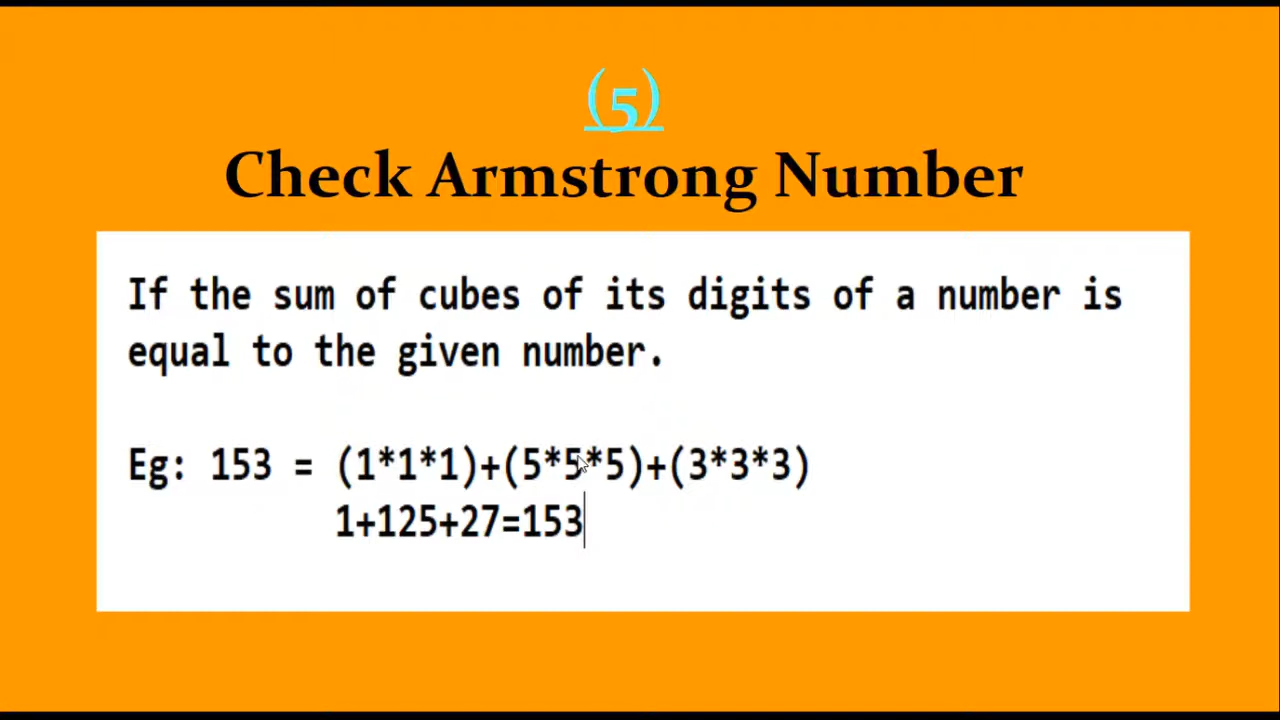 (5)
Check Armstrong Number
If the sum of cubes of its digits of a number is
equal to the given number.
Eg: 153 = (1*1*1)+(5*5*5)+(3*3*3)
1+125+27=153